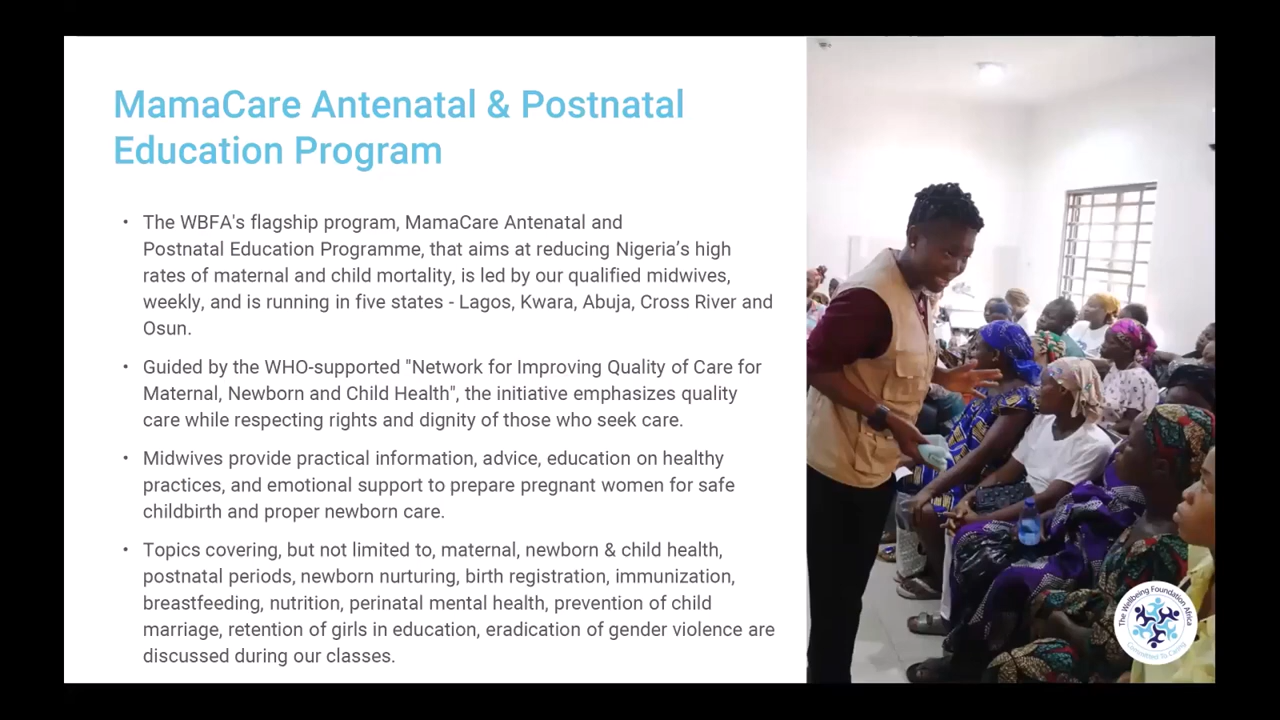 MamaCare Antenatal & Postnatal
Education Program
• The WBFA's flagship program, MamaCare Antenatal and
Postnatal Education Programme, that aims at reducing Nigeria’s high
rates of maternal and child mortality, is led by our qualified midwives,
weekly, and is running in five states - Lagos, Kwara, Abuja, Cross River and
Osun.
• Guided by the WHO-supported "Network for Improving Quality of Care for
Maternal, Newborn and Child Health", the initiative emphasizes quality
care while respecting rights and dignity of those who seek care.
• Midwives provide practical information, advice, education on healthy
practices, and emotional support to prepare pregnant women for safe
childbirth and proper newborn care.
• Topics covering, but not limited to, maternal, newborn & child health,
postnatal periods, newborn nurturing, birth registration, immunization,
breastfeeding, nutrition, perinatal mental health, prevention of child
marriage, retention of girls in education, eradication of gender violence are
discussed during our classes.
The Wellbeing Foundation Africa
Committed To Caring